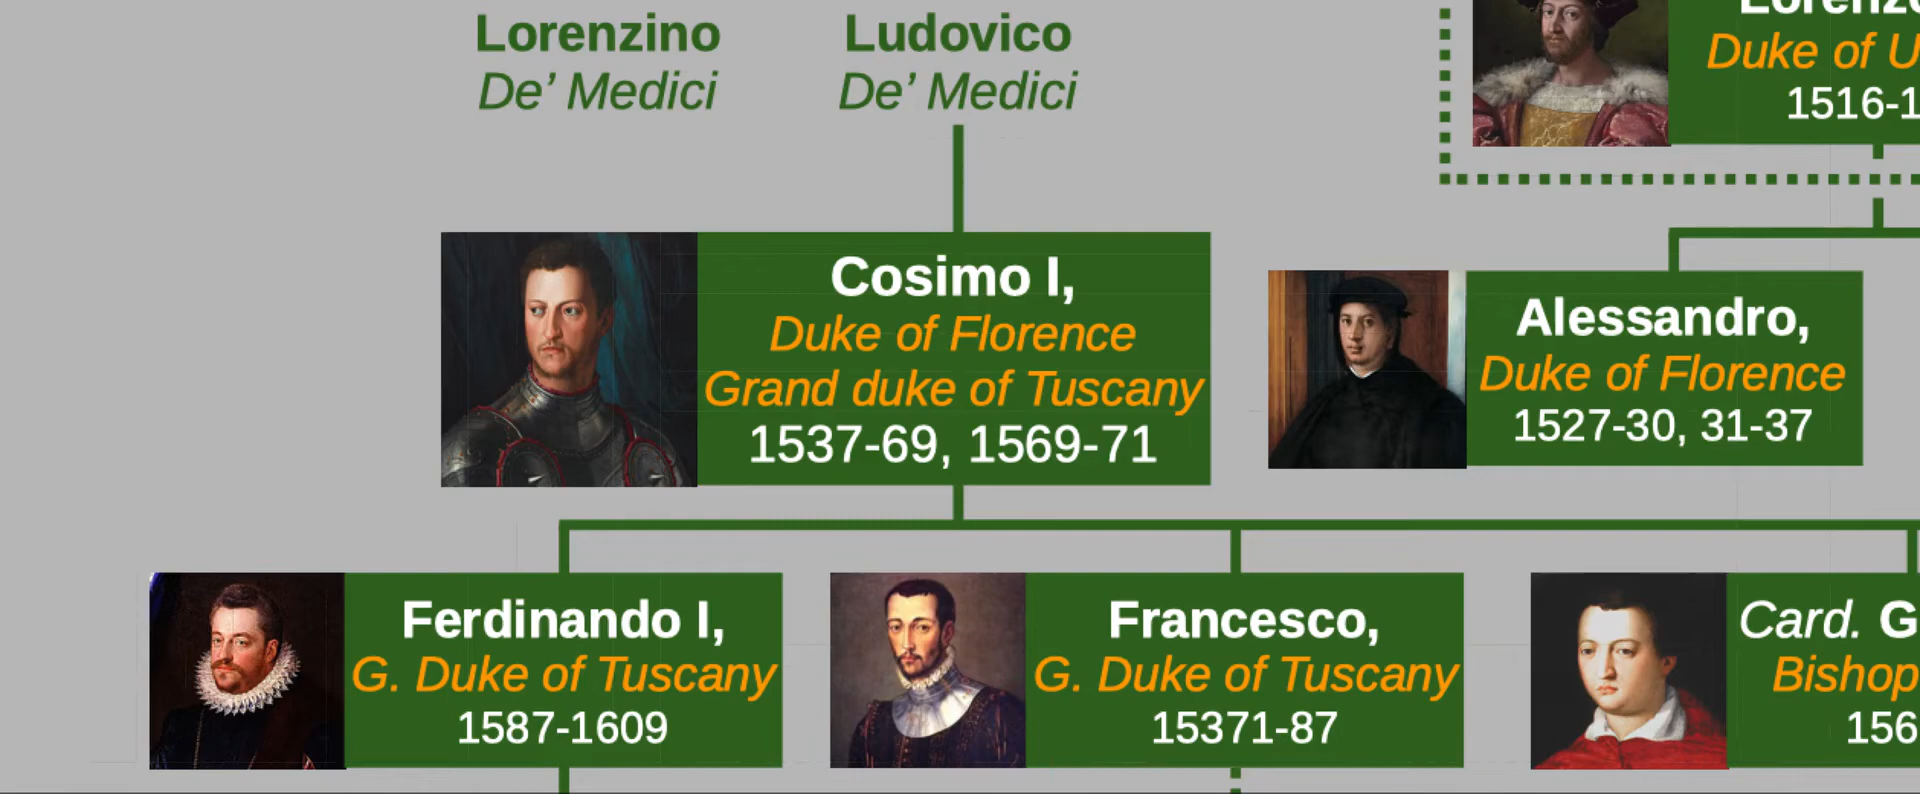 Lorenzino
De’ Medici
Ludovico
De’ Medici
Duke of
Cosimo I,
Duke of Florence
Grand duke of Tuscany
1537-69, 1569-71
Alessandro,
Duke of Florence
1527-30, 31-37
Ferdinando I,
G. Duke of Tuscany
1587-1609
Francesco,
G. Duke of Tuscany
15371-87
Card.
Bishop